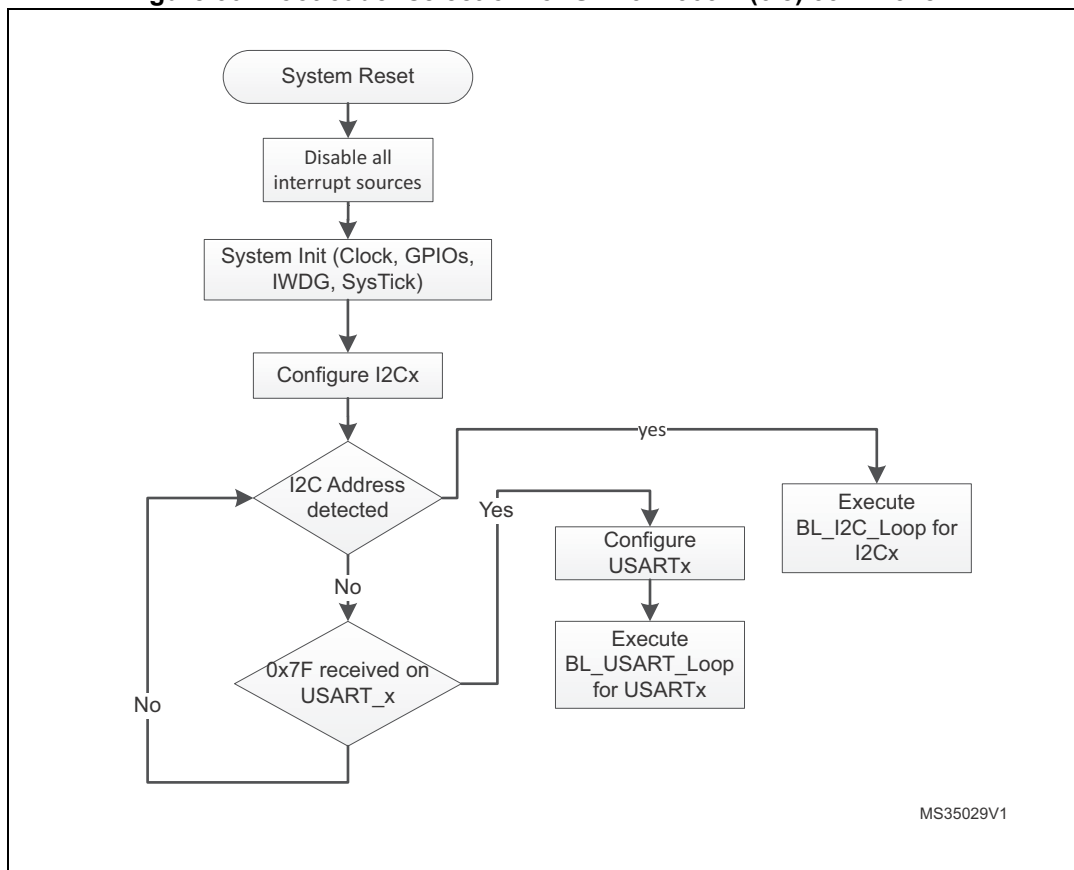 System Reset
Disable all
interrupt sources
System Init (Clock, GPIOs,
IWDG, SysTick)
Configure I2Cx
I2C Address
detected
yes
Execute
BL_I2C_Loop for
I2Cx
Yes
Configure
USARTx
No
Execute
BL_USART_Loop
for USARTx
0x7F received on
USART_x
No
MS35029V1